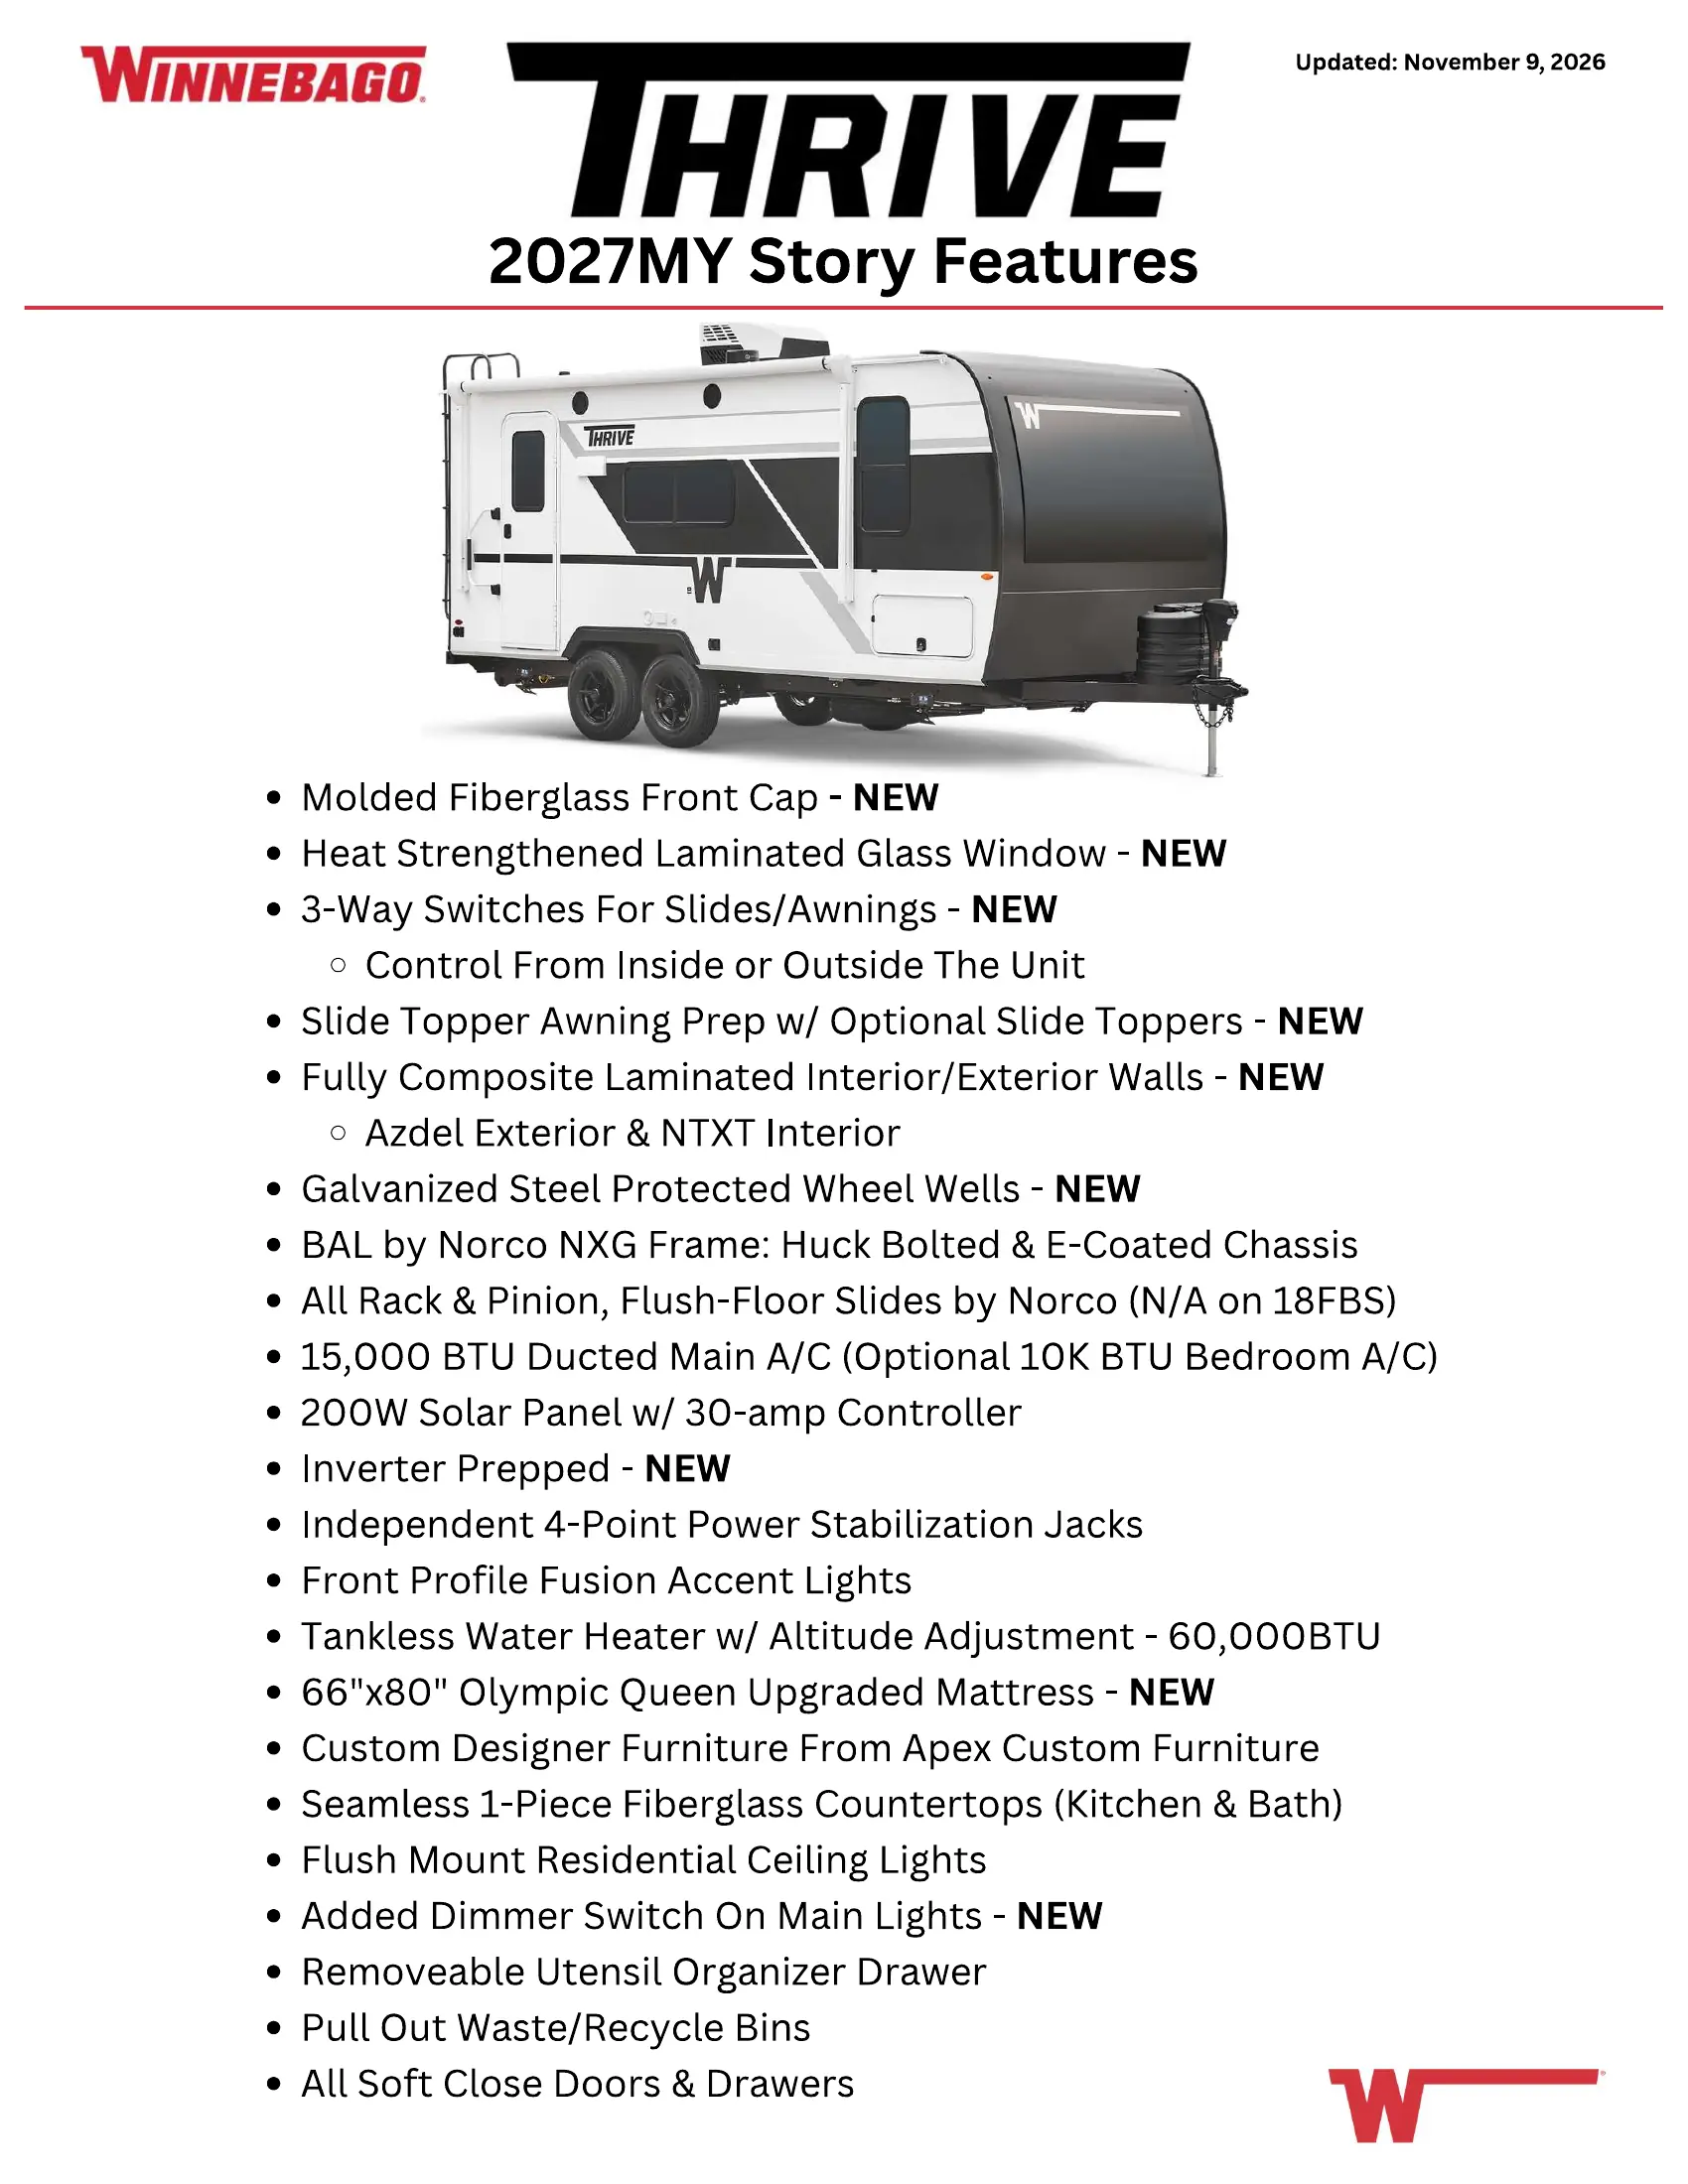 WINNEBAGO
Updated: November 9, 2026
THRIVE
2027MY Story Features
W
THRIVE
W
• Molded Fiberglass Front Cap - NEW
• Heat Strengthened Laminated Glass Window - NEW
• 3-Way Switches For Slides/Awnings - NEW
○ Control From Inside or Outside The Unit
• Slide Topper Awning Prep w/ Optional Slide Toppers - NEW
• Fully Composite Laminated Interior/Exterior Walls - NEW
○ Azdel Exterior & NTXT Interior
• Galvanized Steel Protected Wheel Wells - NEW
• BAL by Norco NXG Frame: Huck Bolted & E-Coated Chassis
• All Rack & Pinion, Flush-Floor Slides by Norco (N/A on 18FBS)
• 15,000 BTU Ducted Main A/C (Optional 10K BTU Bedroom A/C)
• 200W Solar Panel w/ 30-amp Controller
• Inverter Prepped - NEW
• Independent 4-Point Power Stabilization Jacks
• Front Profile Fusion Accent Lights
• Tankless Water Heater w/ Altitude Adjustment - 60,000BTU
• 66"x80" Olympic Queen Upgraded Mattress - NEW
• Custom Designer Furniture From Apex Custom Furniture
• Seamless 1-Piece Fiberglass Countertops (Kitchen & Bath)
• Flush Mount Residential Ceiling Lights
• Added Dimmer Switch On Main Lights - NEW
• Removeable Utensil Organizer Drawer
• Pull Out Waste/Recycle Bins
• All Soft Close Doors & Drawers
W